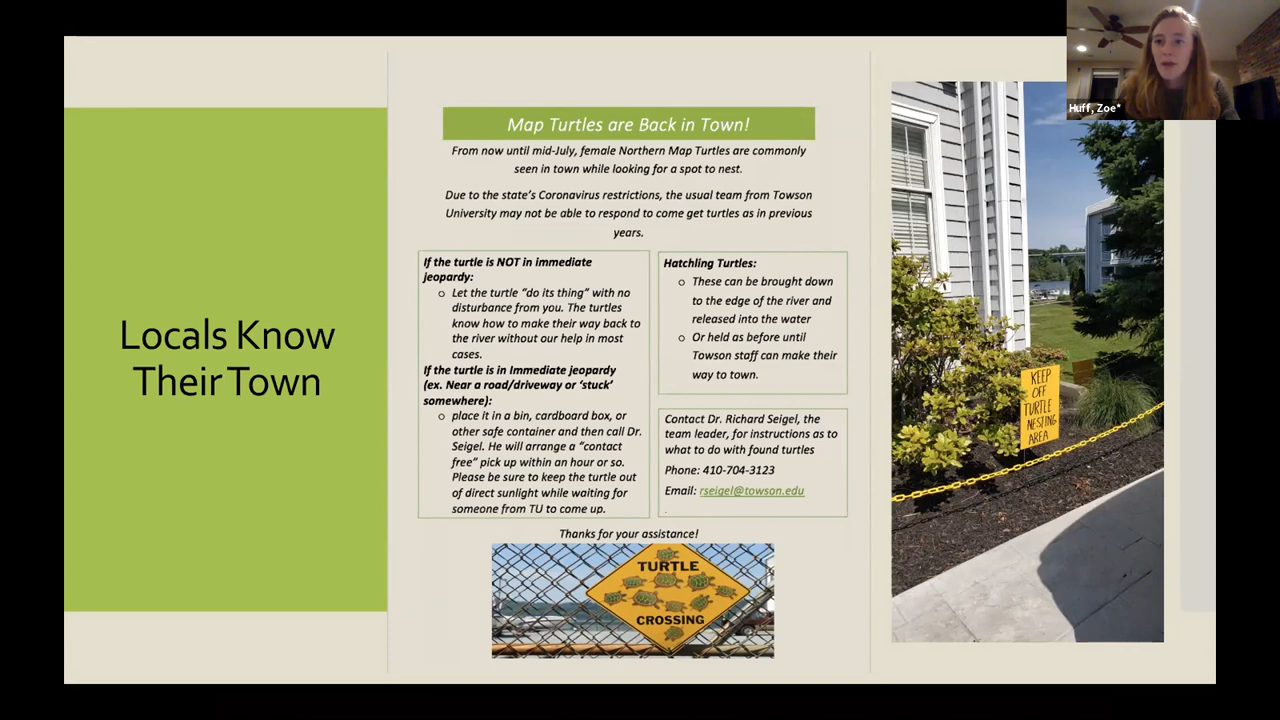 Huff, Zoe*
Locals Know
Their Town
Map Turtles are Back in Town!
From now until mid-July, female Northern Map Turtles are commonly
seen in town while looking for a spot to nest.
Due to the state's Coronavirus restrictions, the usual team from Towson
University may not be able to respond to come get turtles as in previous
years.
If the turtle is NOT in immediate
jeopardy:
o Let the turtle "do its thing" with no
disturbance from you. The turtles
know how to make their way back to
the river without our help in most
cases.
If the turtle is in Immediate jeopardy
(ex. Near a road/driveway or 'stuck'
somewhere):
o place it in a bin, cardboard box, or
other safe container and then call Dr.
Seigel. He will arrange a "contact
free" pick up within an hour or so.
Please be sure to keep the turtle out
of direct sunlight while waiting for
someone from TU to come up.
Hatchling Turtles:
o These can be brought down
to the edge of the river and
released into the water
o Or held as before until
Towson staff can make their
way to town.
Contact Dr. Richard Seigel, the
team leader, for instructions as to
what to do with found turtles
Phone: 410-704-3123
Email: rseigel@towson.edu
.
Thanks for your assistance!
TURTLE
CROSSING
KEEP
OFF
TURTLE
NESTING
AREA